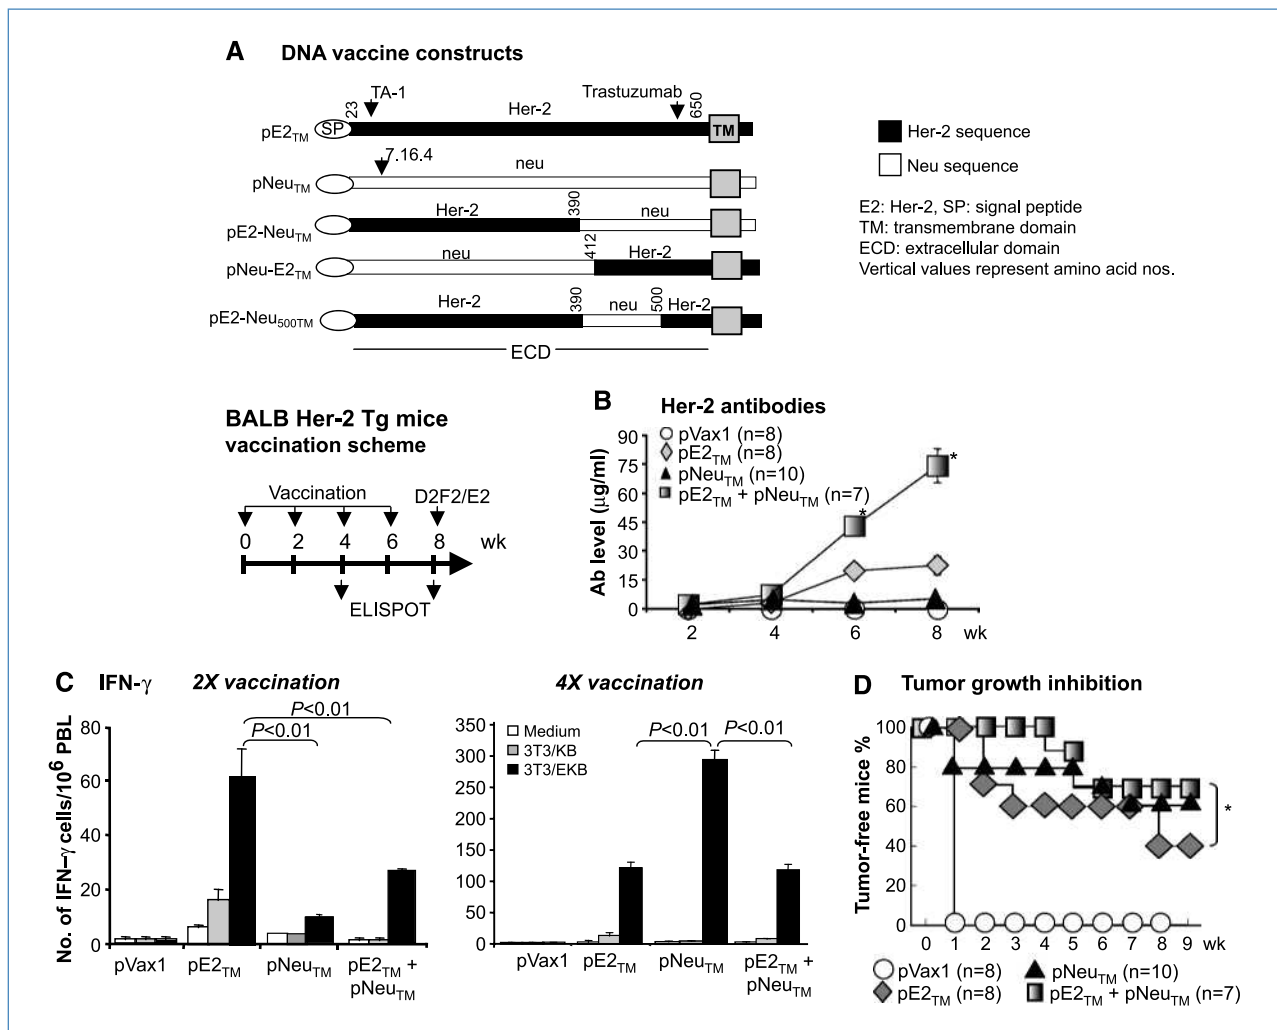 A DNA vaccine constructs
23
TA-1
Her-2
Trastuzumab
650
pE2TM
SP
TM
7.16.4
neu
pNeuTM
Her-2
390
neu
pE2-NeuTM
neu
412
Her-2
pNeu-E2TM
Her-2
390
neu
500
Her-2
pE2-Neu500TM
ECD
Her-2 sequence
Neu sequence
E2: Her-2, SP: signal peptide
TM: transmembrane domain
ECD: extracellular domain
Vertical values represent amino acid nos.
BALB Her-2 Tg mice
vaccination scheme
Vaccination
D2F2/E2
0 2 4 6 8 wk
ELISPOT
B Her-2 antibodies
pVax1 (n=8)
pE2TM (n=8)
pNeuTM (n=10)
pE2TM + pNeuTM (n=7)
Ab level (μg/ml)
90
75
60
45
30
15
0
*
*
2 4 6 8 wk
C IFN-γ 2X vaccination
No. of IFN–γ cells/10^6 PBL
80
60
40
20
0
P<0.01
P<0.01
pVax1 pE2TM pNeuTM pE2TM +
pNeuTM
4X vaccination
350
300
250
200
150
100
50
0
Medium
3T3/KB
3T3/EKB
P<0.01 P<0.01
pVax1 pE2TM pNeuTM pE2TM +
pNeuTM
D Tumor growth inhibition
Tumor-free mice %
100
80
60
40
20
0
*
0 1 2 3 4 5 6 7 8 9 wk
pVax1 (n=8) pNeuTM (n=10)
pE2TM (n=8) pE2TM + pNeuTM (n=7)